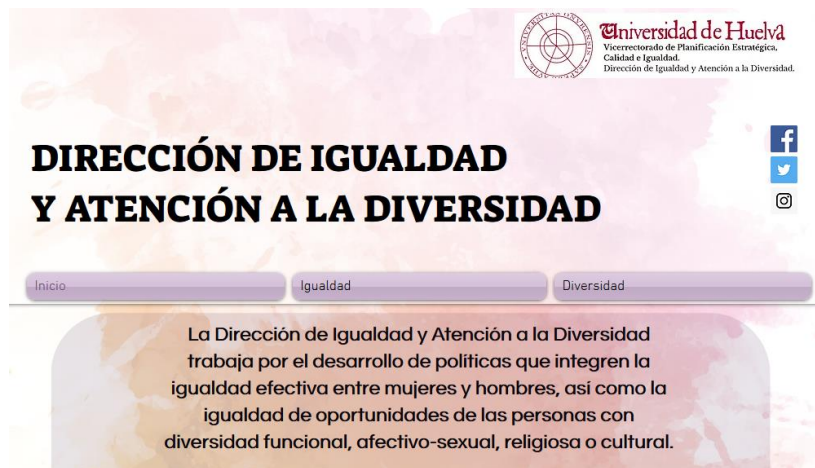 Universidad de Huelva
Vicerrectorado de Planificación Estratégica,
Calidad e Igualdad.
Dirección de Igualdad y Atención a la Diversidad.
DIRECCIÓN DE IGUALDAD
Y ATENCIÓN A LA DIVERSIDAD
Inicio
Igualdad
Diversidad
La Dirección de Igualdad y Atención a la Diversidad
trabaja por el desarrollo de políticas que integren la
igualdad efectiva entre mujeres y hombres, así como la
igualdad de oportunidades de las personas con
diversidad funcional, afectivo-sexual, religiosa o cultural.